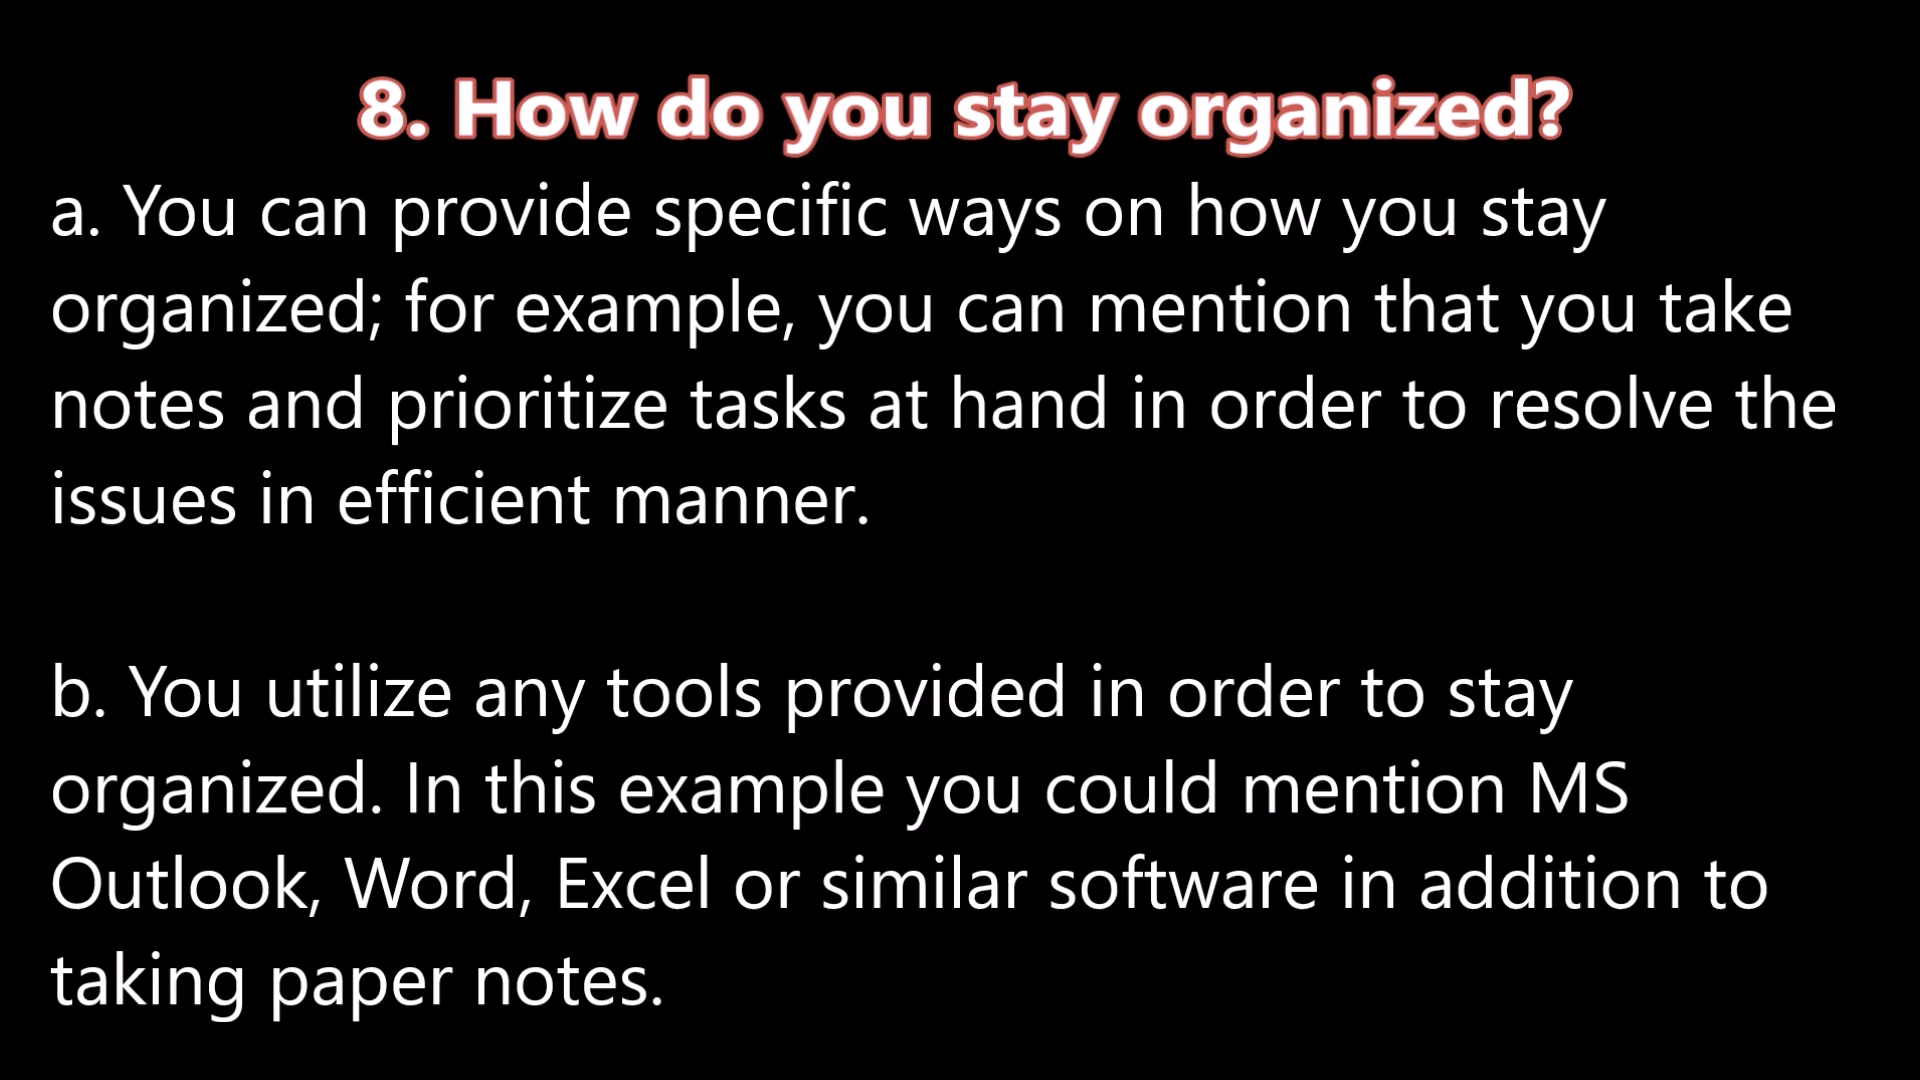 8. How do you stay organized?
a. You can provide specific ways on how you stay
organized; for example, you can mention that you take
notes and prioritize tasks at hand in order to resolve the
issues in efficient manner.
b. You utilize any tools provided in order to stay
organized. In this example you could mention MS
Outlook, Word, Excel or similar software in addition to
taking paper notes.